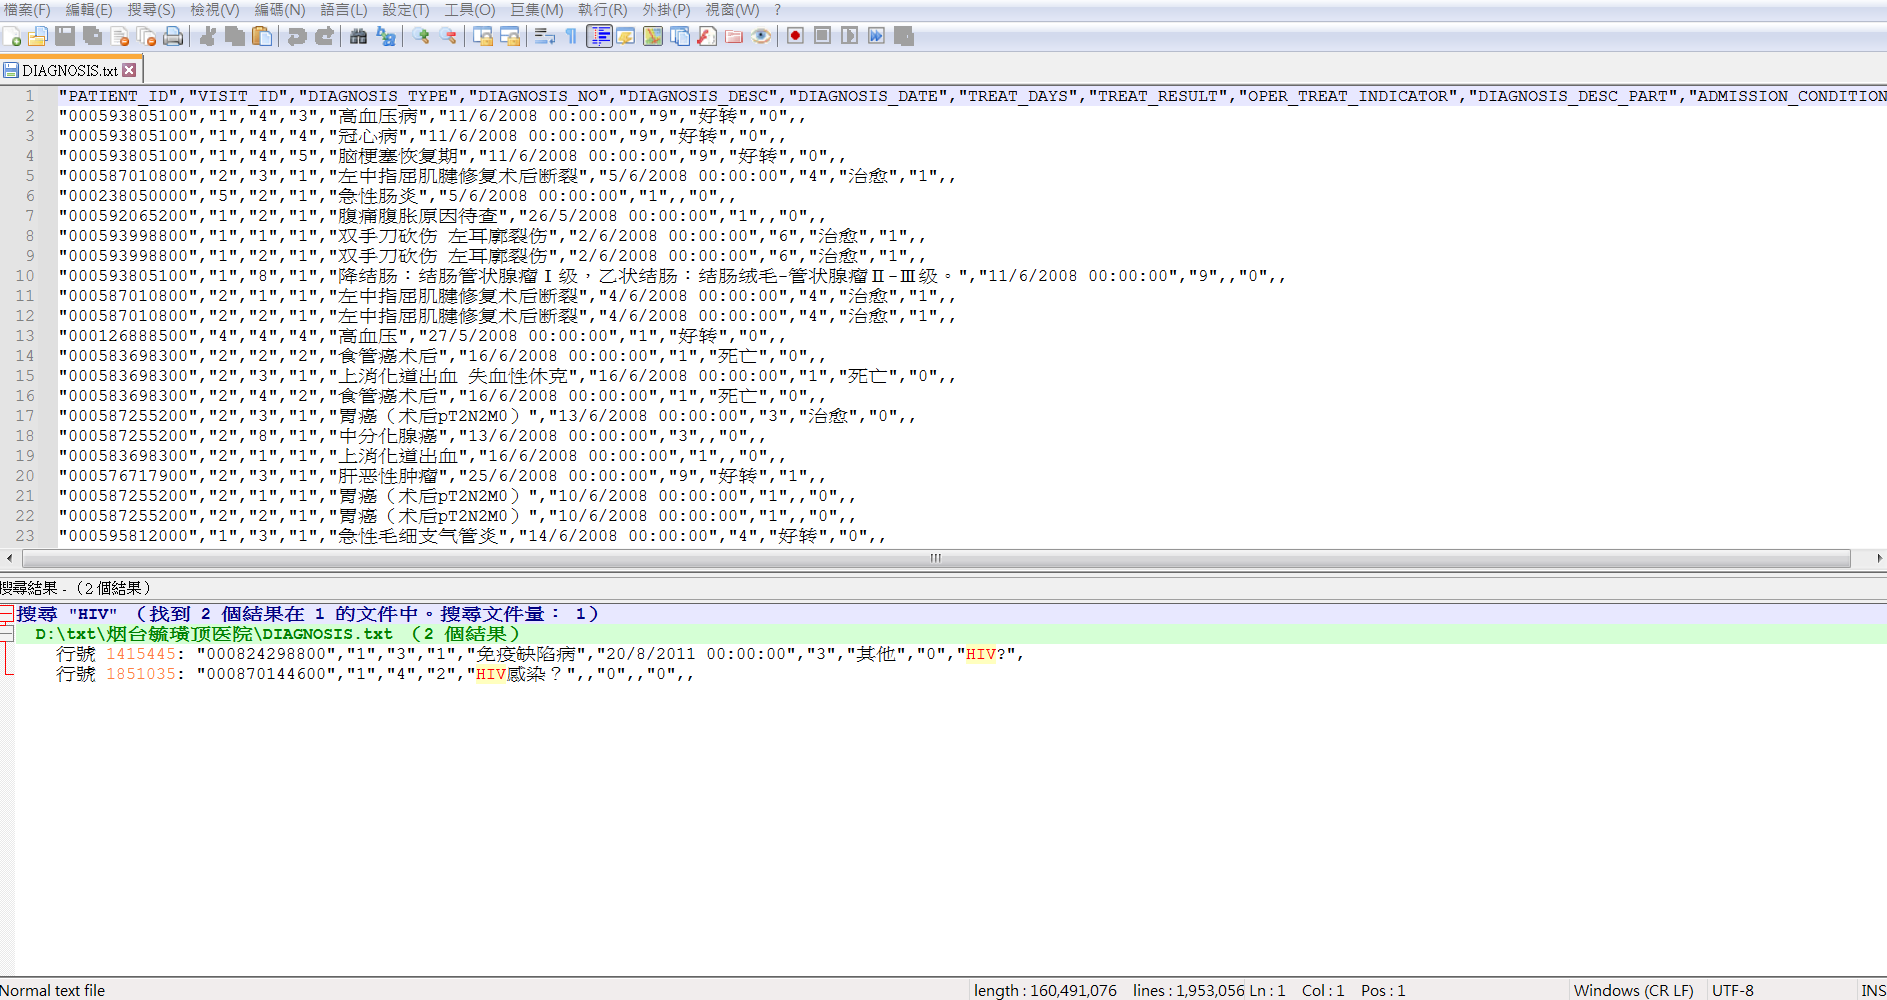 檔案(F) 編輯(E) 搜尋(S) 檢視(V) 編碼(N) 語言(L) 設定(T) 工具(O) 巨集(M) 執行(R) 外掛(P) 視窗(W) ?
DIAGNOSIS.txt
1 "PATIENT_ID","VISIT_ID","DIAGNOSIS_TYPE","DIAGNOSIS_NO","DIAGNOSIS_DESC","DIAGNOSIS_DATE","TREAT_DAYS","TREAT_RESULT","OPER_TREAT_INDICATOR","DIAGNOSIS_DESC_PART","ADMISSION_CONDITION
2 "000593805100","1","4","3","高血压病","11/6/2008 00:00:00","9","好转","0",,
3 "000593805100","1","4","4","冠心病","11/6/2008 00:00:00","9","好转","0",,
4 "000593805100","1","4","5","脑梗塞恢复期","11/6/2008 00:00:00","9","好转","0",,
5 "000587010800","2","3","1","左中指屈肌腱修复术后断裂","5/6/2008 00:00:00","4","治愈","1",,
6 "000238050000","5","2","1","急性肠炎","5/6/2008 00:00:00","1",,"0",,
7 "000592065200","1","2","1","腹痛腹胀原因待查","26/5/2008 00:00:00","1",,"0",,
8 "000593998800","1","1","1","双手刀砍伤 左耳廓裂伤","2/6/2008 00:00:00","6","治愈","1",,
9 "000593998800","1","2","1","双手刀砍伤 左耳廓裂伤","2/6/2008 00:00:00","6","治愈","1",,
10 "000593805100","1","8","1","降结肠：结肠管状腺瘤Ⅰ级，乙状结肠：结肠绒毛-管状腺瘤Ⅱ-Ⅲ级。","11/6/2008 00:00:00","9",,"0",,
11 "000587010800","2","1","1","左中指屈肌腱修复术后断裂","4/6/2008 00:00:00","4","治愈","1",,
12 "000587010800","2","2","1","左中指屈肌腱修复术后断裂","4/6/2008 00:00:00","4","治愈","1",,
13 "000126888500","4","4","4","高血压","27/5/2008 00:00:00","1","好转","0",,
14 "000583698300","2","2","2","食管癌术后","16/6/2008 00:00:00","1","死亡","0",,
15 "000583698300","2","3","1","上消化道出血 失血性休克","16/6/2008 00:00:00","1","死亡","0",,
16 "000583698300","2","4","2","食管癌术后","16/6/2008 00:00:00","1","死亡","0",,
17 "000587255200","2","3","1","胃癌（术后pT2N2M0）","13/6/2008 00:00:00","3","治愈","0",,
18 "000587255200","2","8","1","中分化腺癌","13/6/2008 00:00:00","3",,"0",,
19 "000583698300","2","1","1","上消化道出血","16/6/2008 00:00:00","1",,"0",,
20 "000576717900","2","3","1","肝恶性肿瘤","25/6/2008 00:00:00","9","好转","1",,
21 "000587255200","2","1","1","胃癌（术后pT2N2M0）","10/6/2008 00:00:00","1",,"0",,
22 "000587255200","2","2","1","胃癌（术后pT2N2M0）","10/6/2008 00:00:00","1",,"0",,
23 "000595812000","1","3","1","急性毛细支气管炎","14/6/2008 00:00:00","4","好转","0",,
搜尋結果 - （2 個結果）
搜尋 "HIV" （找到 2 個結果在 1 的文件中。搜尋文件量： 1）
D:\txt\烟台毓璜顶医院\DIAGNOSIS.txt （2 個結果）
行號 1415445: "000824298800","1","3","1","免疫缺陷病","20/8/2011 00:00:00","3","其他","0","HIV?",
行號 1851035: "000870144600","1","4","2","HIV感染？",,"0",,"0",,
Normal text file length : 160,491,076 lines : 1,953,056 Ln : 1 Col : 1 Pos : 1 Windows (CR LF) UTF-8 INS